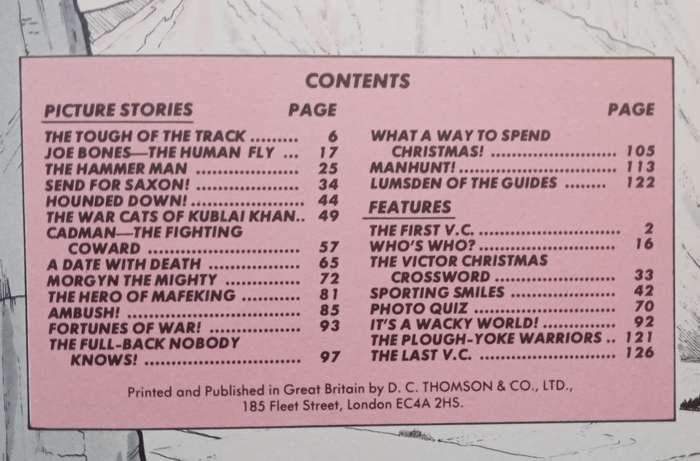 CONTENTS
PICTURE STORIES PAGE
THE TOUGH OF THE TRACK ......... 6
JOE BONES—THE HUMAN FLY ... 17
THE HAMMER MAN .................... 25
SEND FOR SAXON! ................... 34
HOUNDED DOWN! ..................... 44
THE WAR CATS OF KUBLAI KHAN.. 49
CADMAN—THE FIGHTING
COWARD ............................ 57
A DATE WITH DEATH ................. 65
MORGYN THE MIGHTY ............... 72
THE HERO OF MAFEKING ........... 81
AMBUSH! .............................. 85
FORTUNES OF WAR! ................. 93
THE FULL-BACK NOBODY
KNOWS! ............................ 97
PAGE
WHAT A WAY TO SPEND
CHRISTMAS! ....................... 105
MANHUNT! ............................. 113
LUMSDEN OF THE GUIDES ........ 122
FEATURES
THE FIRST V.C. .......................... 2
WHO'S WHO? ......................... 16
THE VICTOR CHRISTMAS
CROSSWORD ...................... 33
SPORTING SMILES ................... 42
PHOTO QUIZ .......................... 70
IT'S A WACKY WORLD! ............. 92
THE PLOUGH-YOKE WARRIORS .. 121
THE LAST V.C. ......................... 126
Printed and Published in Great Britain by D. C. THOMSON & CO., LTD.,
185 Fleet Street, London EC4A 2HS.